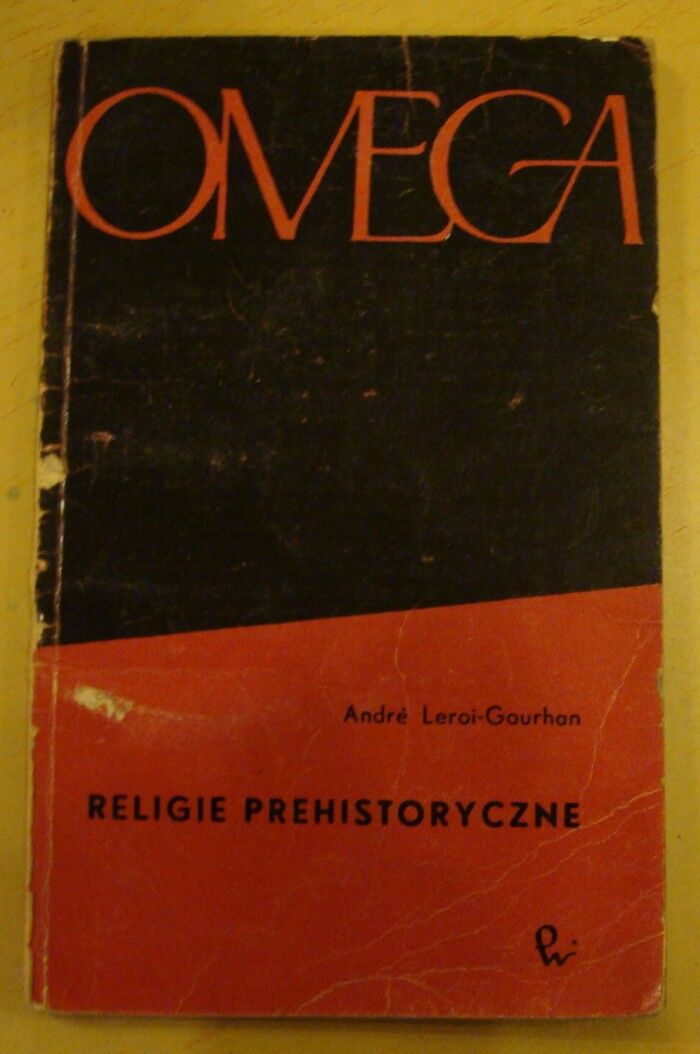 OMEGA
André Leroi-Gourhan
RELIGIE PREHISTORYCZNE